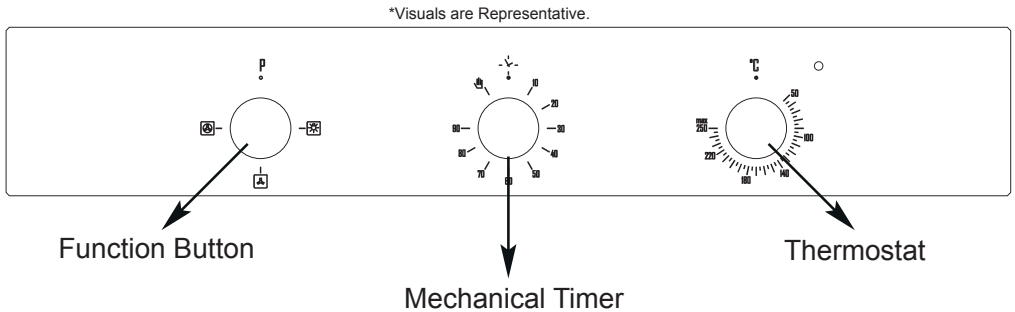 *Visuals are Representative.
P
10
20
30
40
50
60
70
80
90
°C
50
100
140
180
220
max
250
Function Button
Mechanical Timer
Thermostat